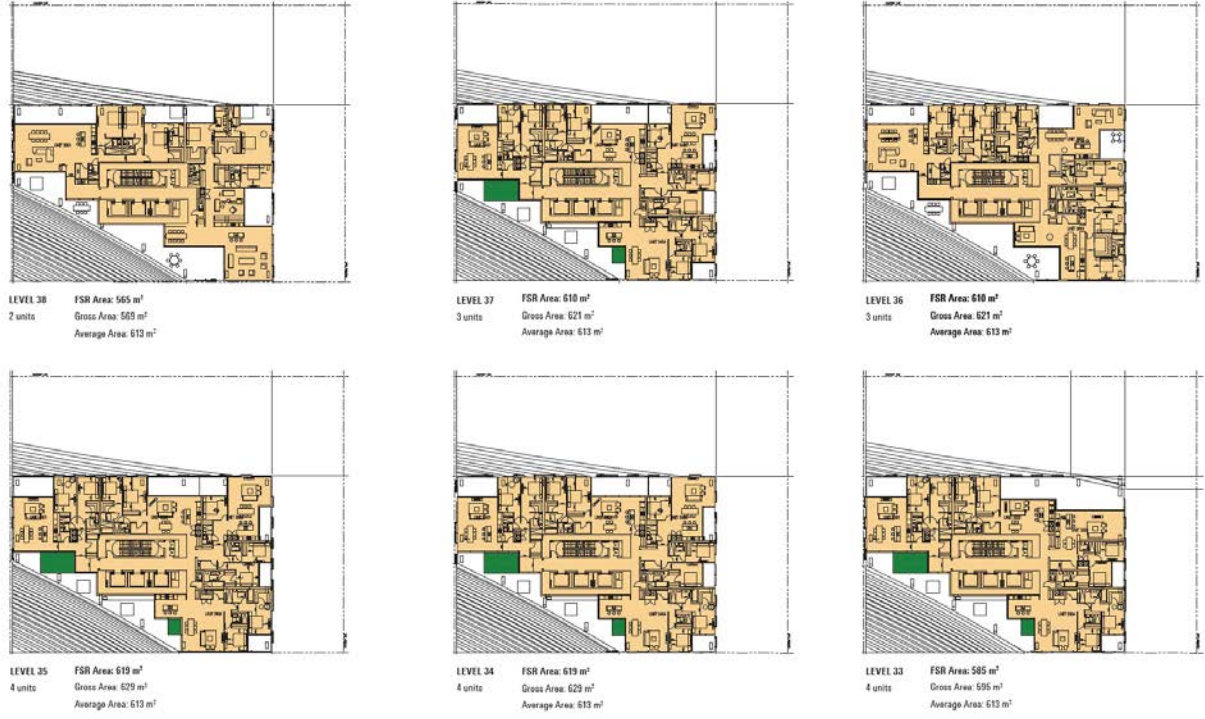 LEVEL 38 FSR Area: 565 m²
2 units Gross Area: 569 m²
Average Area: 613 m²
LEVEL 37 FSR Area: 610 m²
3 units Gross Area: 621 m²
Average Area: 613 m²
LEVEL 36 FSR Area: 610 m²
3 units Gross Area: 621 m²
Average Area: 613 m²
LEVEL 35 FSR Area: 619 m²
4 units Gross Area: 629 m²
Average Area: 613 m²
LEVEL 34 FSR Area: 619 m²
4 units Gross Area: 629 m²
Average Area: 613 m²
LEVEL 33 FSR Area: 585 m²
4 units Gross Area: 595 m²
Average Area: 613 m²